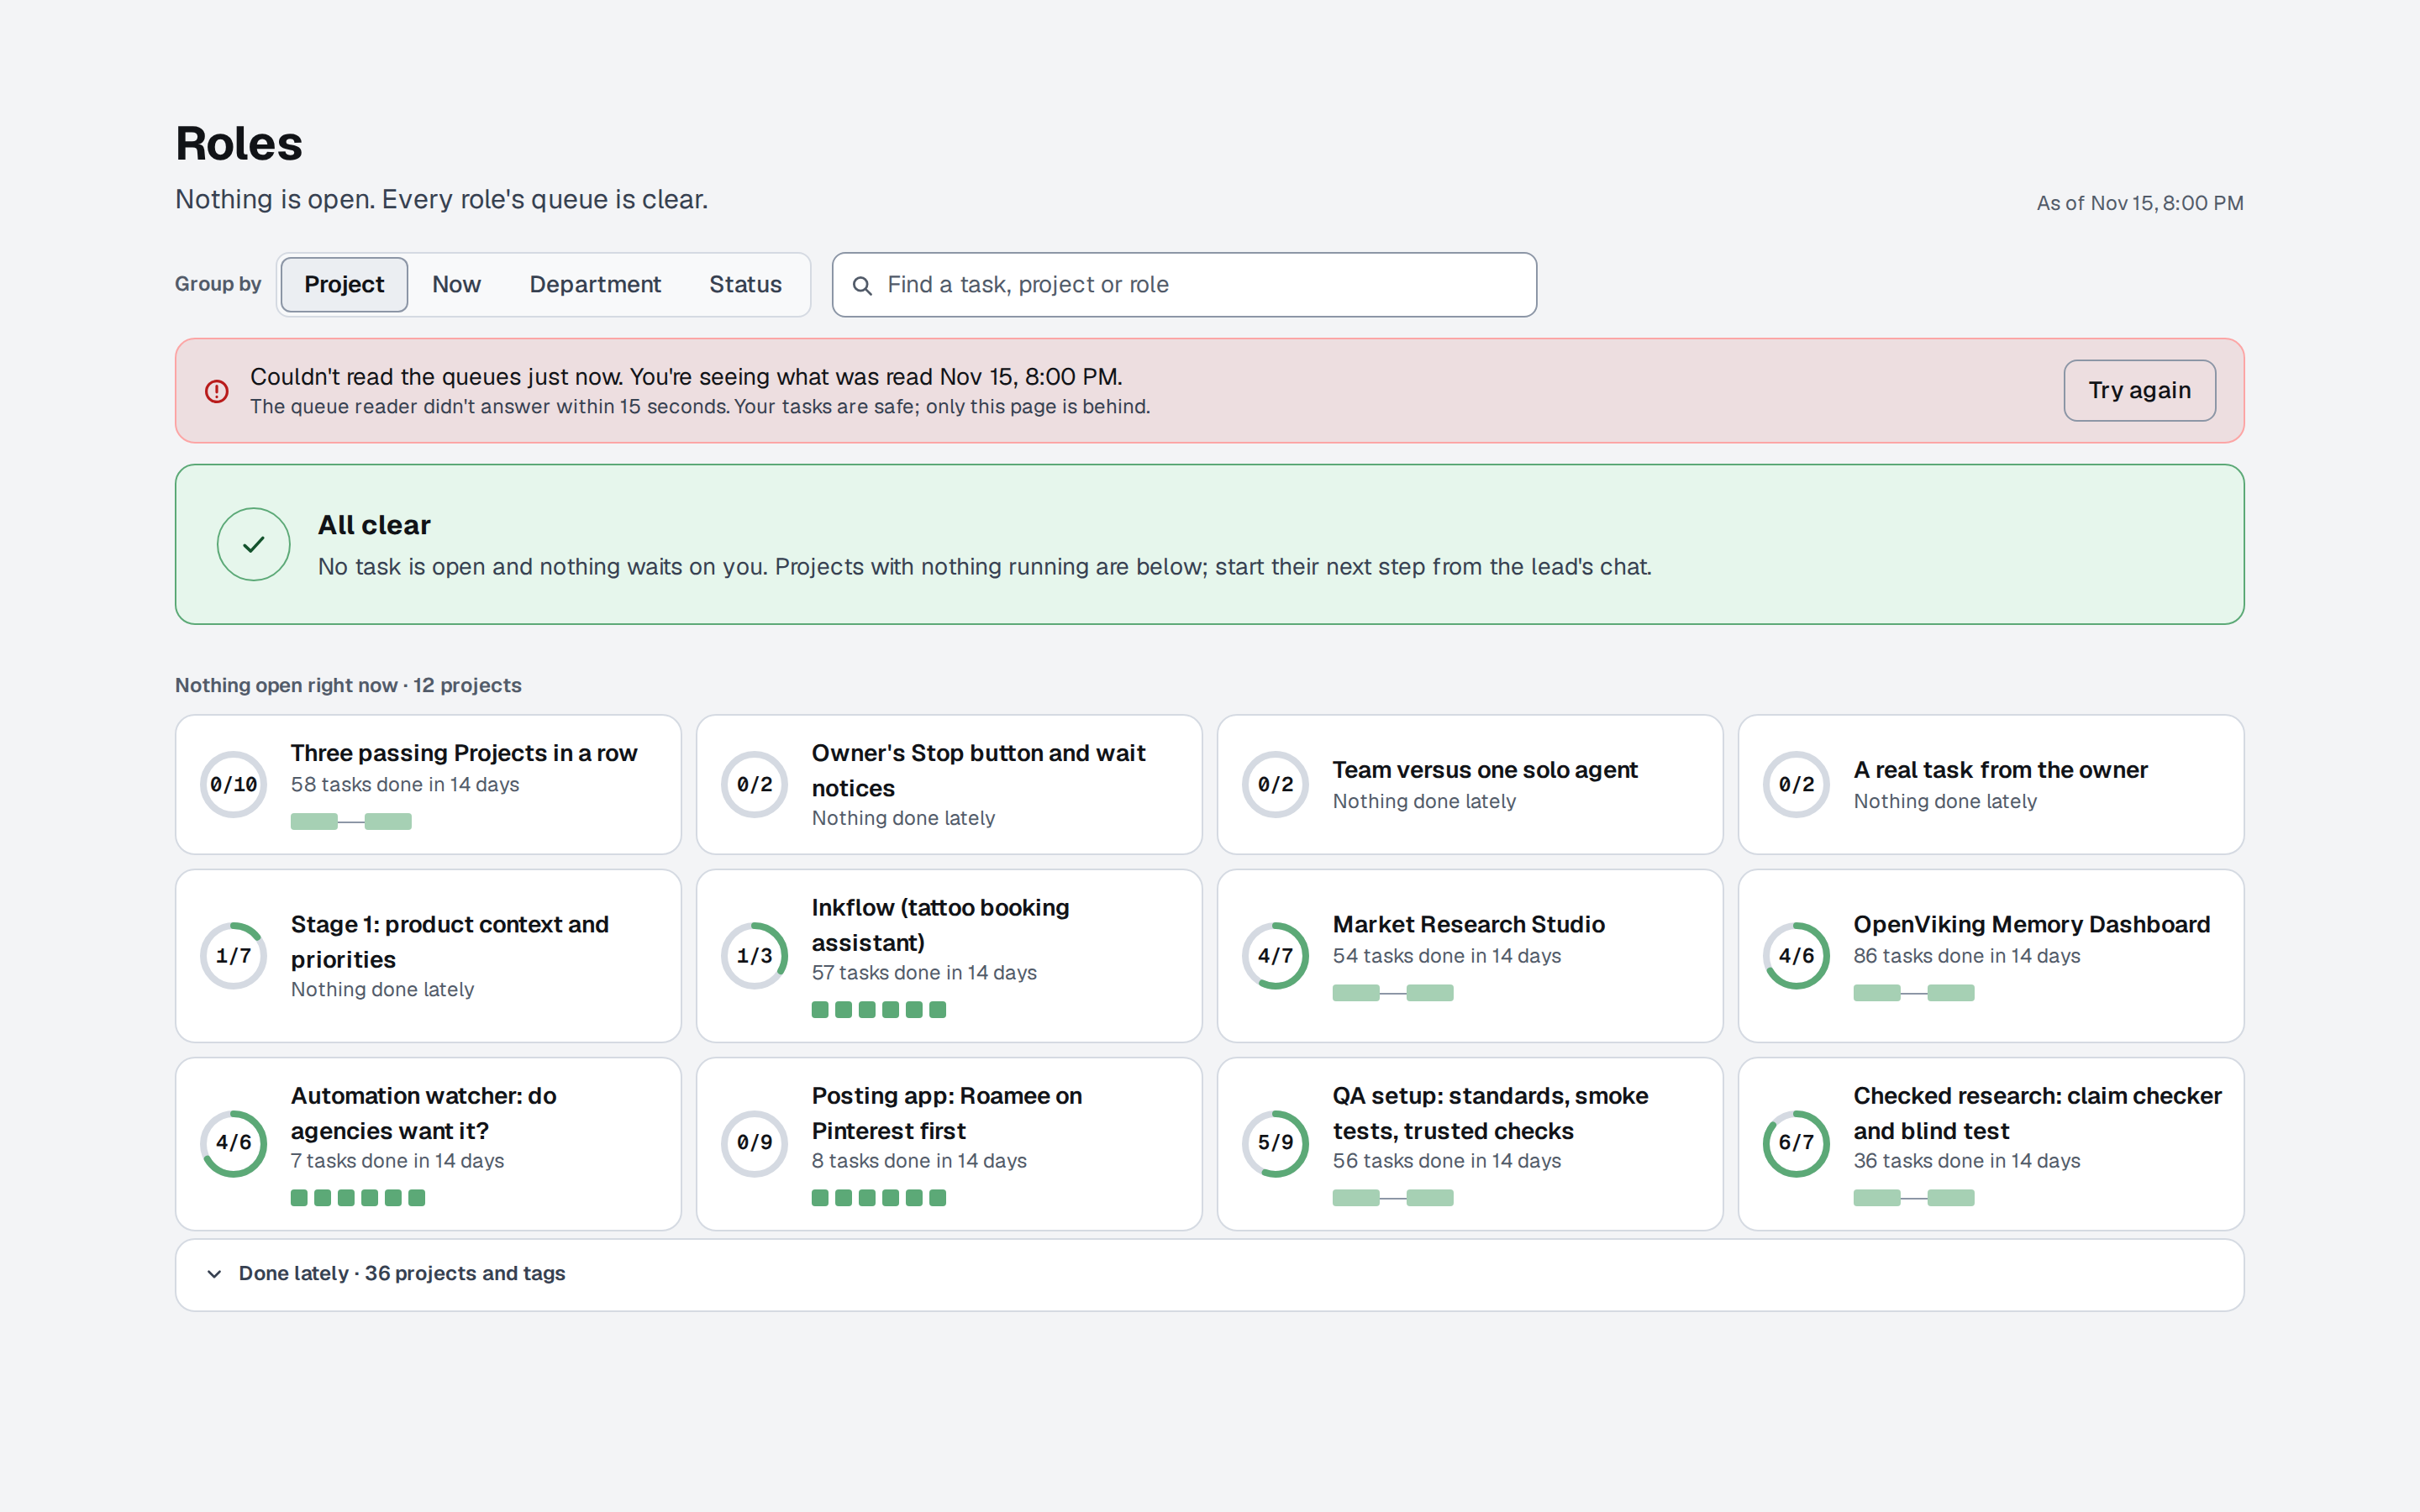 Roles
Nothing is open. Every role's queue is clear.
As of Nov 15, 8:00 PM
Group by
Project
Now
Department
Status
Find a task, project or role
Couldn't read the queues just now. You're seeing what was read Nov 15, 8:00 PM.
The queue reader didn't answer within 15 seconds. Your tasks are safe; only this page is behind.
Try again
All clear
No task is open and nothing waits on you. Projects with nothing running are below; start their next step from the lead's chat.
Nothing open right now · 12 projects
0/10
Three passing Projects in a row
58 tasks done in 14 days
0/2
Owner's Stop button and wait
notices
Nothing done lately
0/2
Team versus one solo agent
Nothing done lately
0/2
A real task from the owner
Nothing done lately
1/7
Stage 1: product context and
priorities
Nothing done lately
1/3
Inkflow (tattoo booking
assistant)
57 tasks done in 14 days
4/7
Market Research Studio
54 tasks done in 14 days
4/6
OpenViking Memory Dashboard
86 tasks done in 14 days
4/6
Automation watcher: do
agencies want it?
7 tasks done in 14 days
0/9
Posting app: Roamee on
Pinterest first
8 tasks done in 14 days
5/9
QA setup: standards, smoke
tests, trusted checks
56 tasks done in 14 days
6/7
Checked research: claim checker
and blind test
36 tasks done in 14 days
Done lately · 36 projects and tags